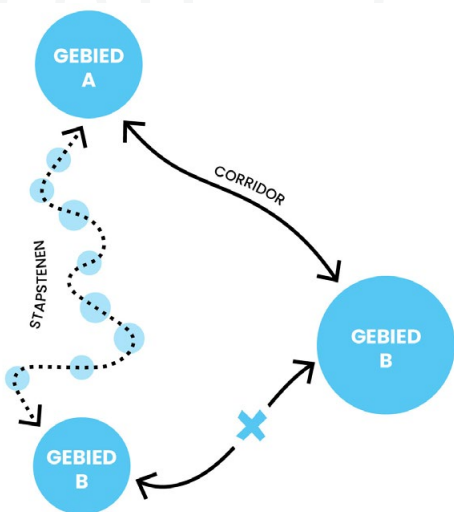 GEBIED
A
CORRIDOR
STAPSTENEN
GEBIED
B
GEBIED
B